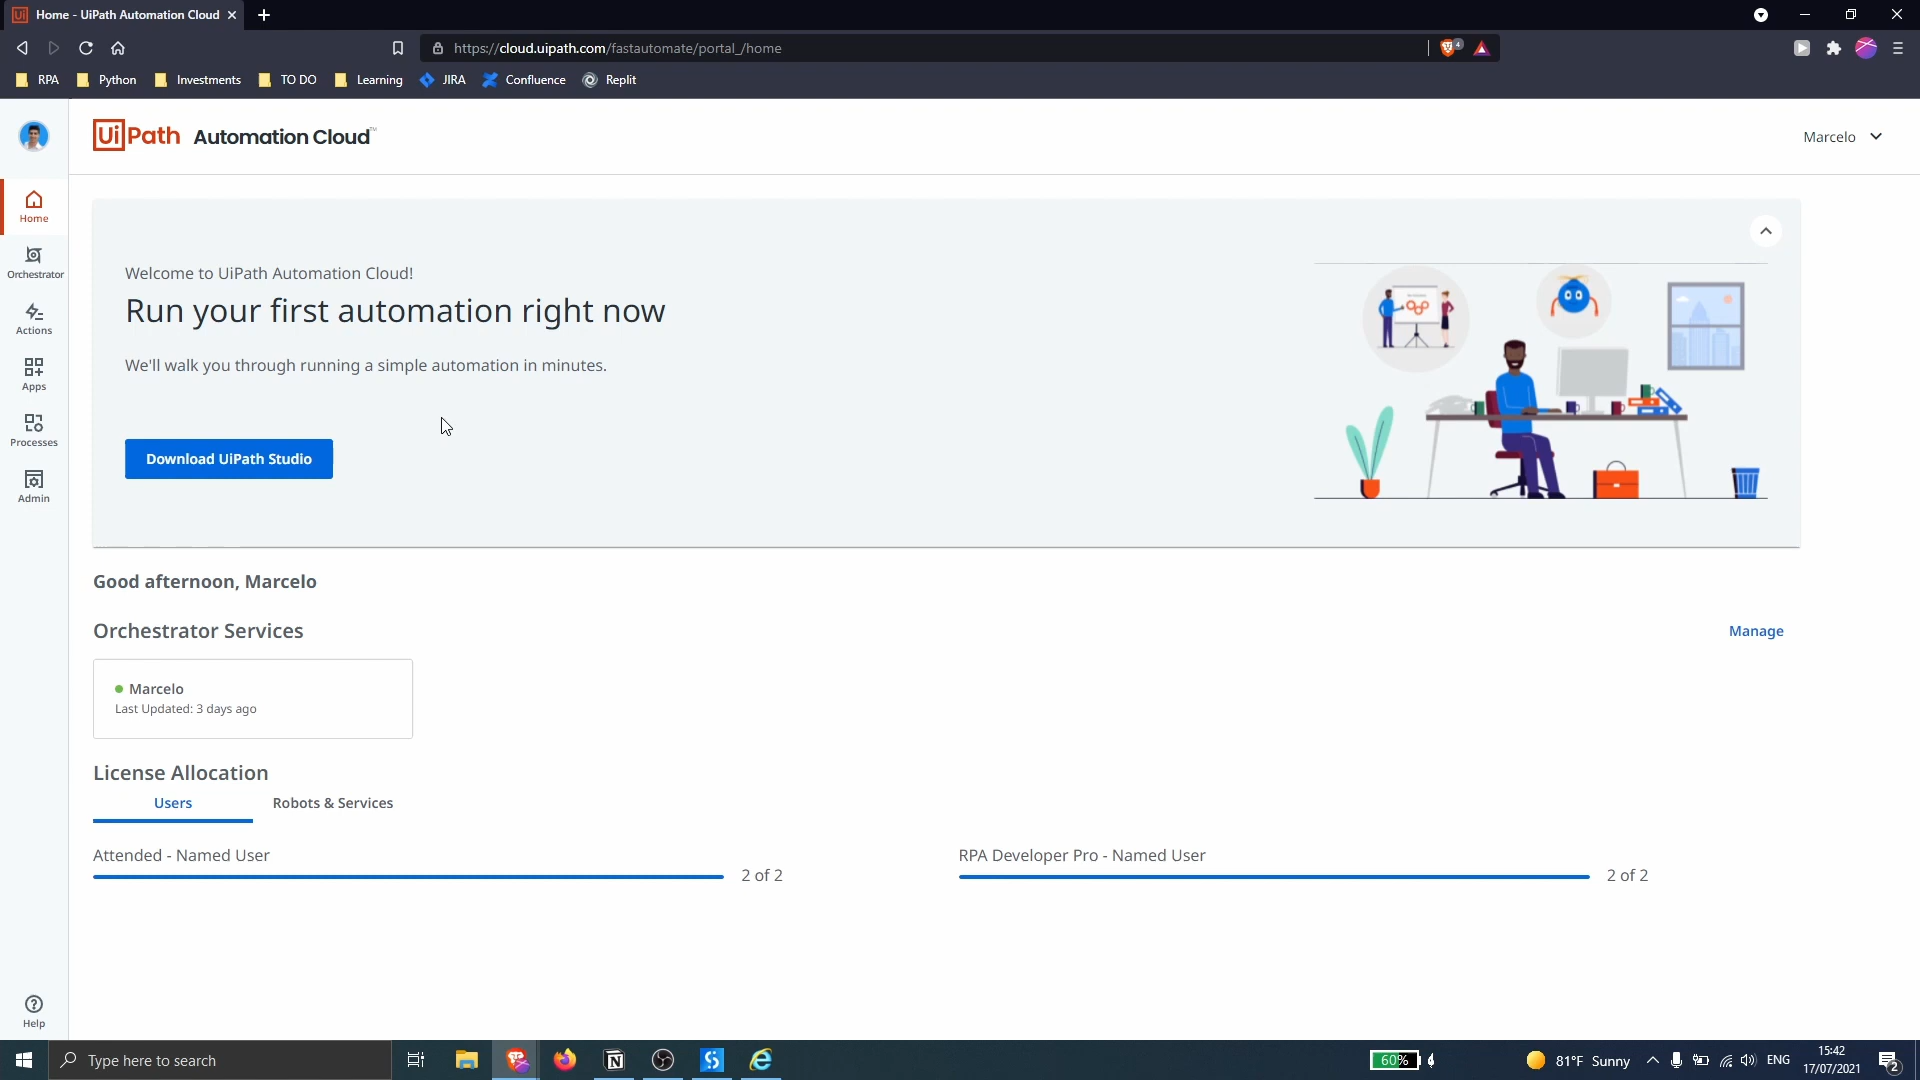 Home - UiPath Automation Cloud
https://cloud.uipath.com/fastautomate/portal_/home
4
RPA
Python
Investments
TO DO
Learning
JIRA
Confluence
Replit
UiPath Automation Cloud™
Marcelo
Home
Orchestrator
Actions
Apps
Processes
Admin
Help
Welcome to UiPath Automation Cloud!
Run your first automation right now
We'll walk you through running a simple automation in minutes.
Download UiPath Studio
Good afternoon, Marcelo
Orchestrator Services
Manage
Marcelo
Last Updated: 3 days ago
License Allocation
Users
Robots & Services
Attended - Named User
2 of 2
RPA Developer Pro - Named User
2 of 2
Type here to search
60%
81°F Sunny
ENG
15:42
17/07/2021
2